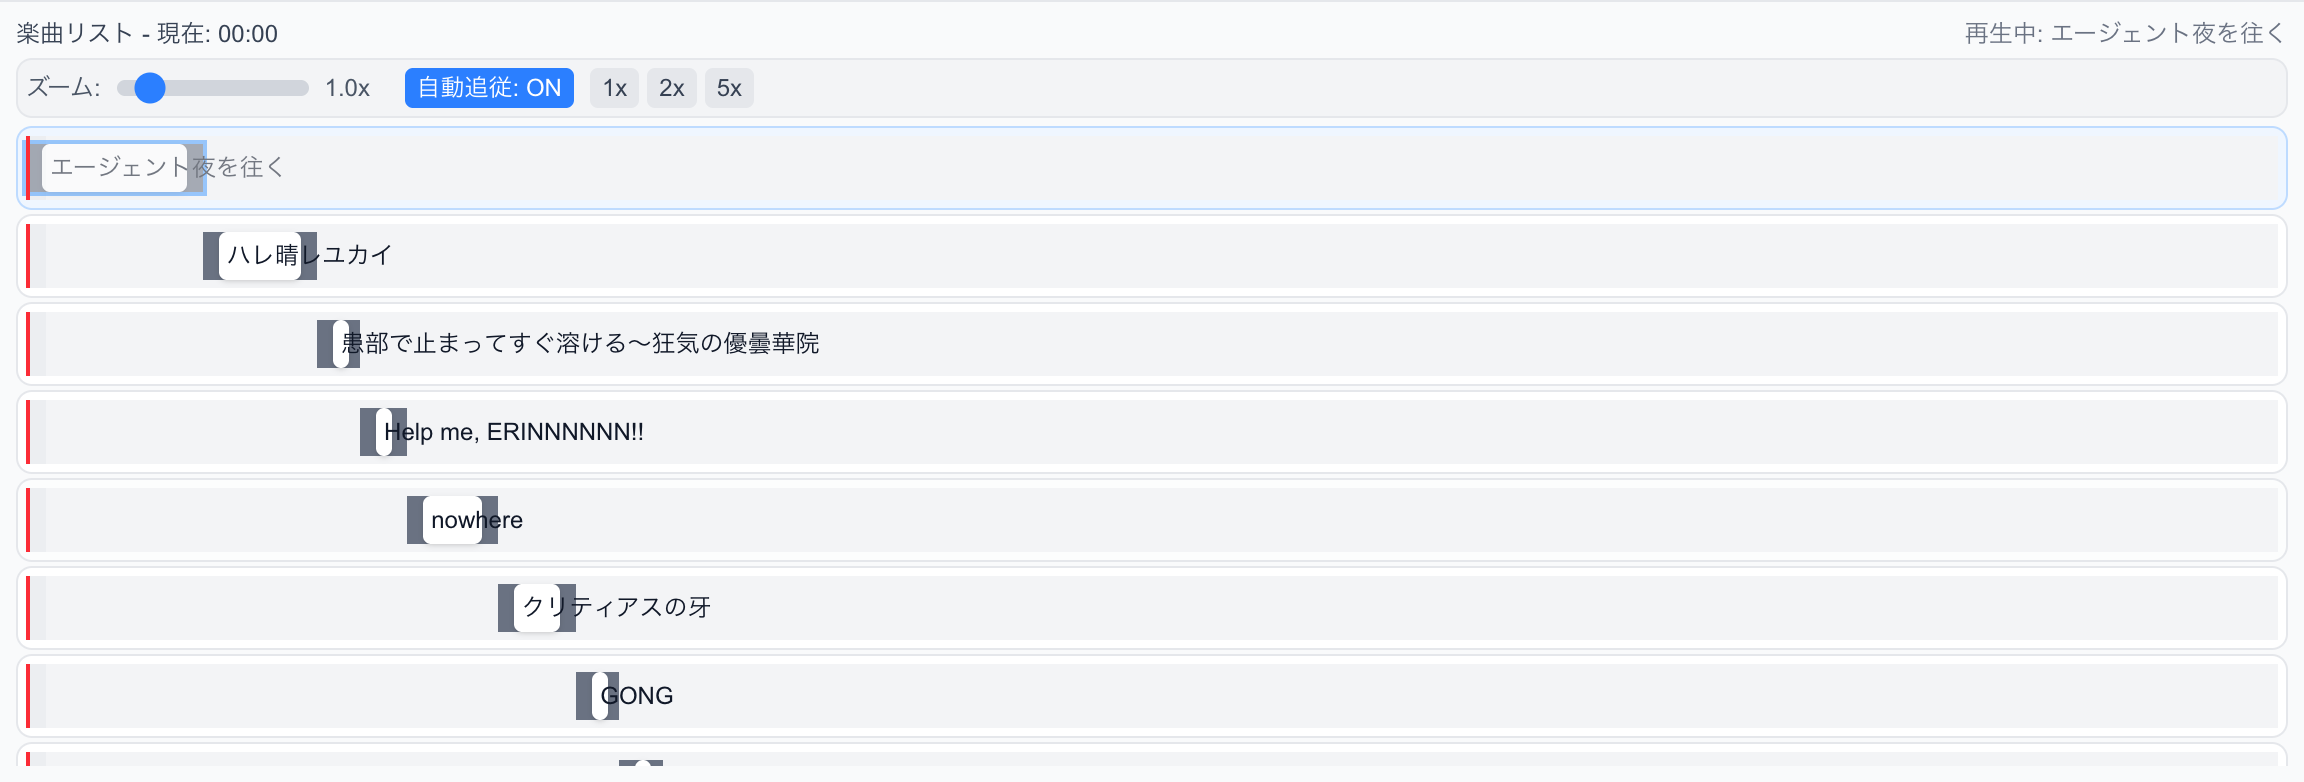 楽曲リスト - 現在: 00:00
再生中: エージェント夜を往く
ズーム: 1.0x 自動追従: ON 1x 2x 5x
エージェント夜を往く
ハレ晴レユカイ
患部で止まってすぐ溶ける〜狂気の優曇華院
Help me, ERINNNNNN!!
nowhere
クリティアスの牙
GONG